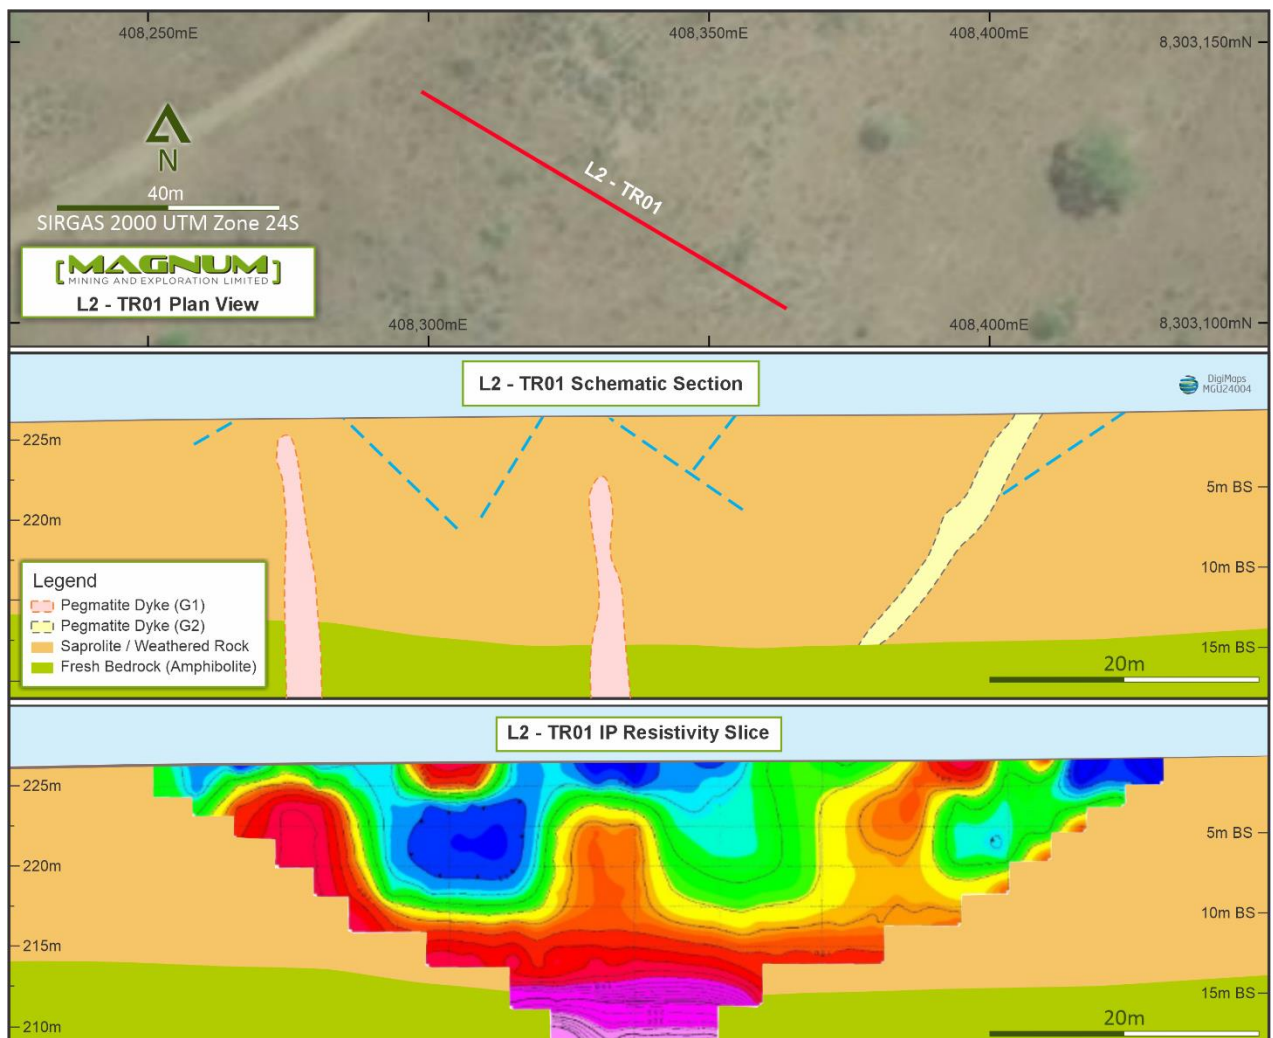 408,250mE
408,350mE
408,400mE
8,303,150mN
N
40m
SIRGAS 2000 UTM Zone 24S
L2 - TR01
[MAGNUM]
MINING AND EXPLORATION LIMITED
L2 - TR01 Plan View
408,300mE
408,400mE
8,303,100mN
L2 - TR01 Schematic Section
DigiMaps
MGU24004
225m
5m BS
220m
10m BS
Legend
Pegmatite Dyke (G1)
Pegmatite Dyke (G2)
Saprolite / Weathered Rock
Fresh Bedrock (Amphibolite)
15m BS
20m
L2 - TR01 IP Resistivity Slice
225m
5m BS
220m
10m BS
215m
15m BS
210m
20m